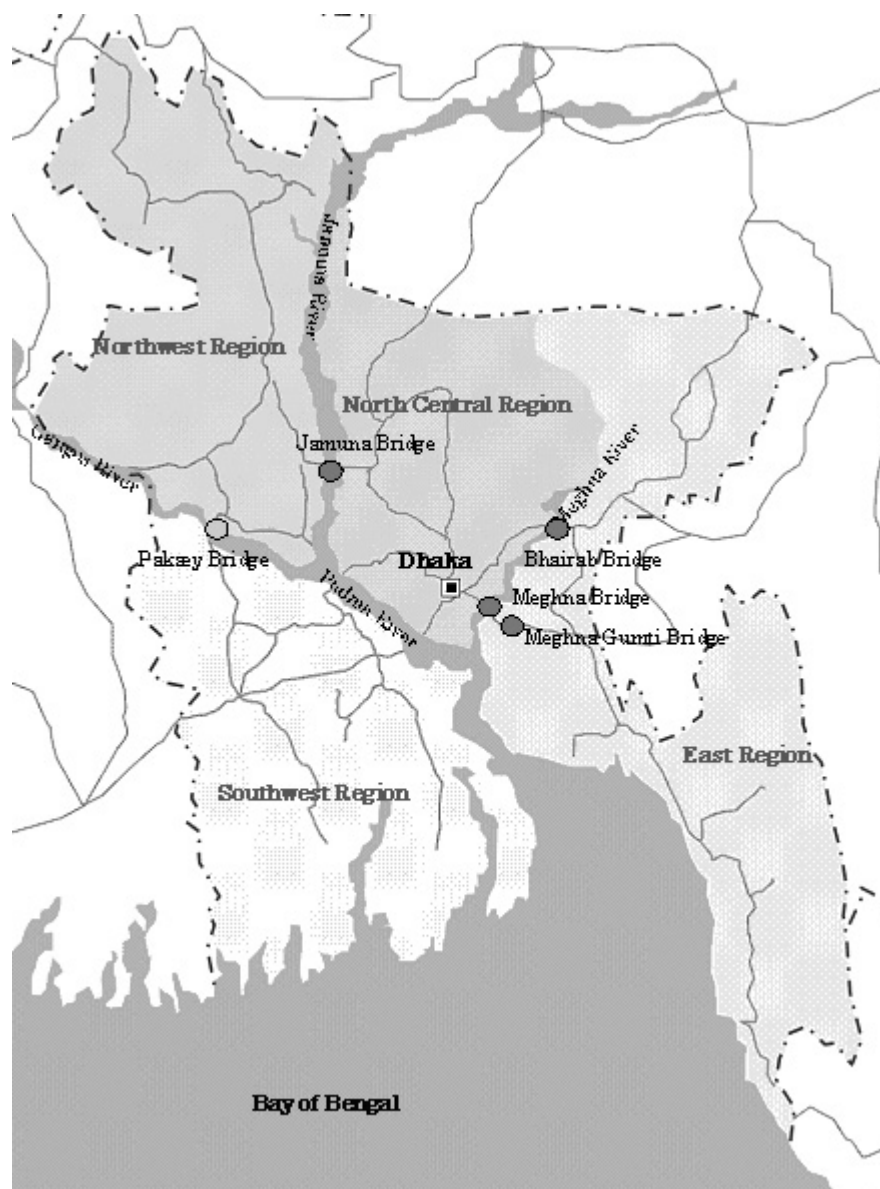 Jamuna River
Northwest Region
North Central Region
Jamuna Bridge
Ganges River
Meghna River
Paksey Bridge
Dhaka
Bhairab Bridge
Padma River
Meghna Bridge
Meghna Gumti Bridge
East Region
Southwest Region
Bay of Bengal